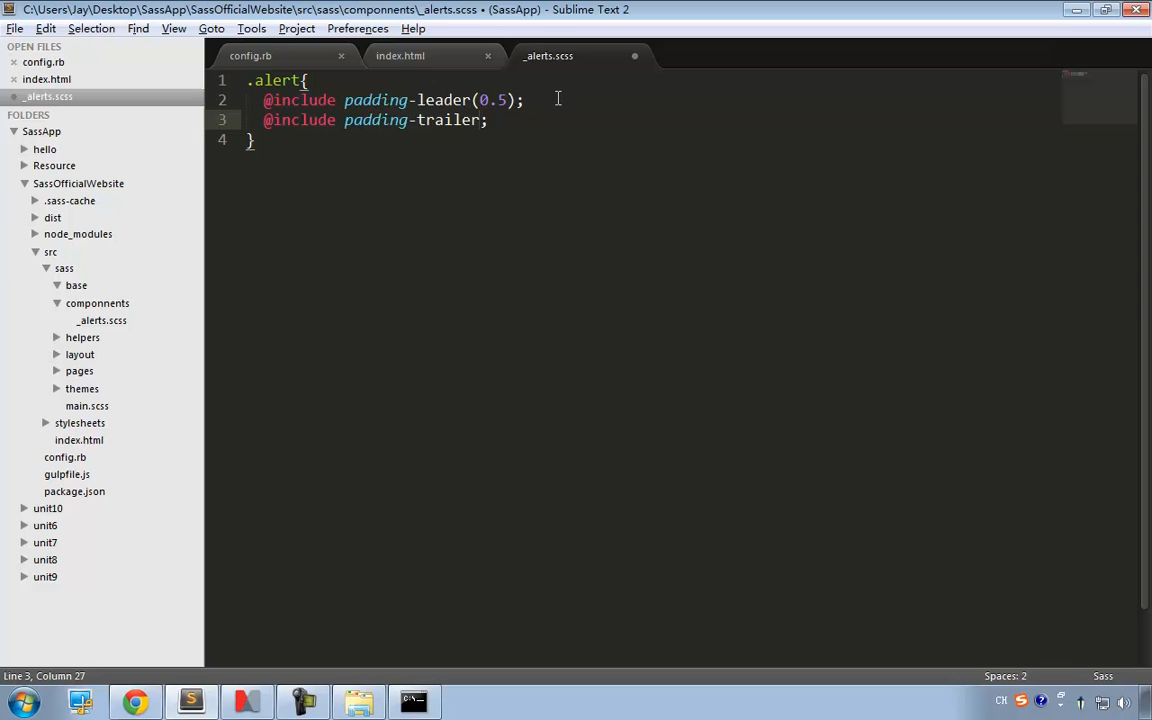 C:\Users\Jay\Desktop\SassApp\SassOfficialWebsite\src\sass\componnents\_alerts.scss • (SassApp) - Sublime Text 2
File Edit Selection Find View Goto Tools Project Preferences Help
OPEN FILES
config.rb
index.html
_alerts.scss
FOLDERS
SassApp
hello
Resource
SassOfficialWebsite
.sass-cache
dist
node_modules
src
sass
base
componnents
_alerts.scss
helpers
layout
pages
themes
main.scss
stylesheets
index.html
config.rb
gulpfile.js
package.json
unit10
unit6
unit7
unit8
unit9
config.rb index.html _alerts.scss
1 .alert{
2 @include padding-leader(0.5);
3 @include padding-trailer;
4 }
Line 3, Column 27 Spaces: 2 Sass
CH